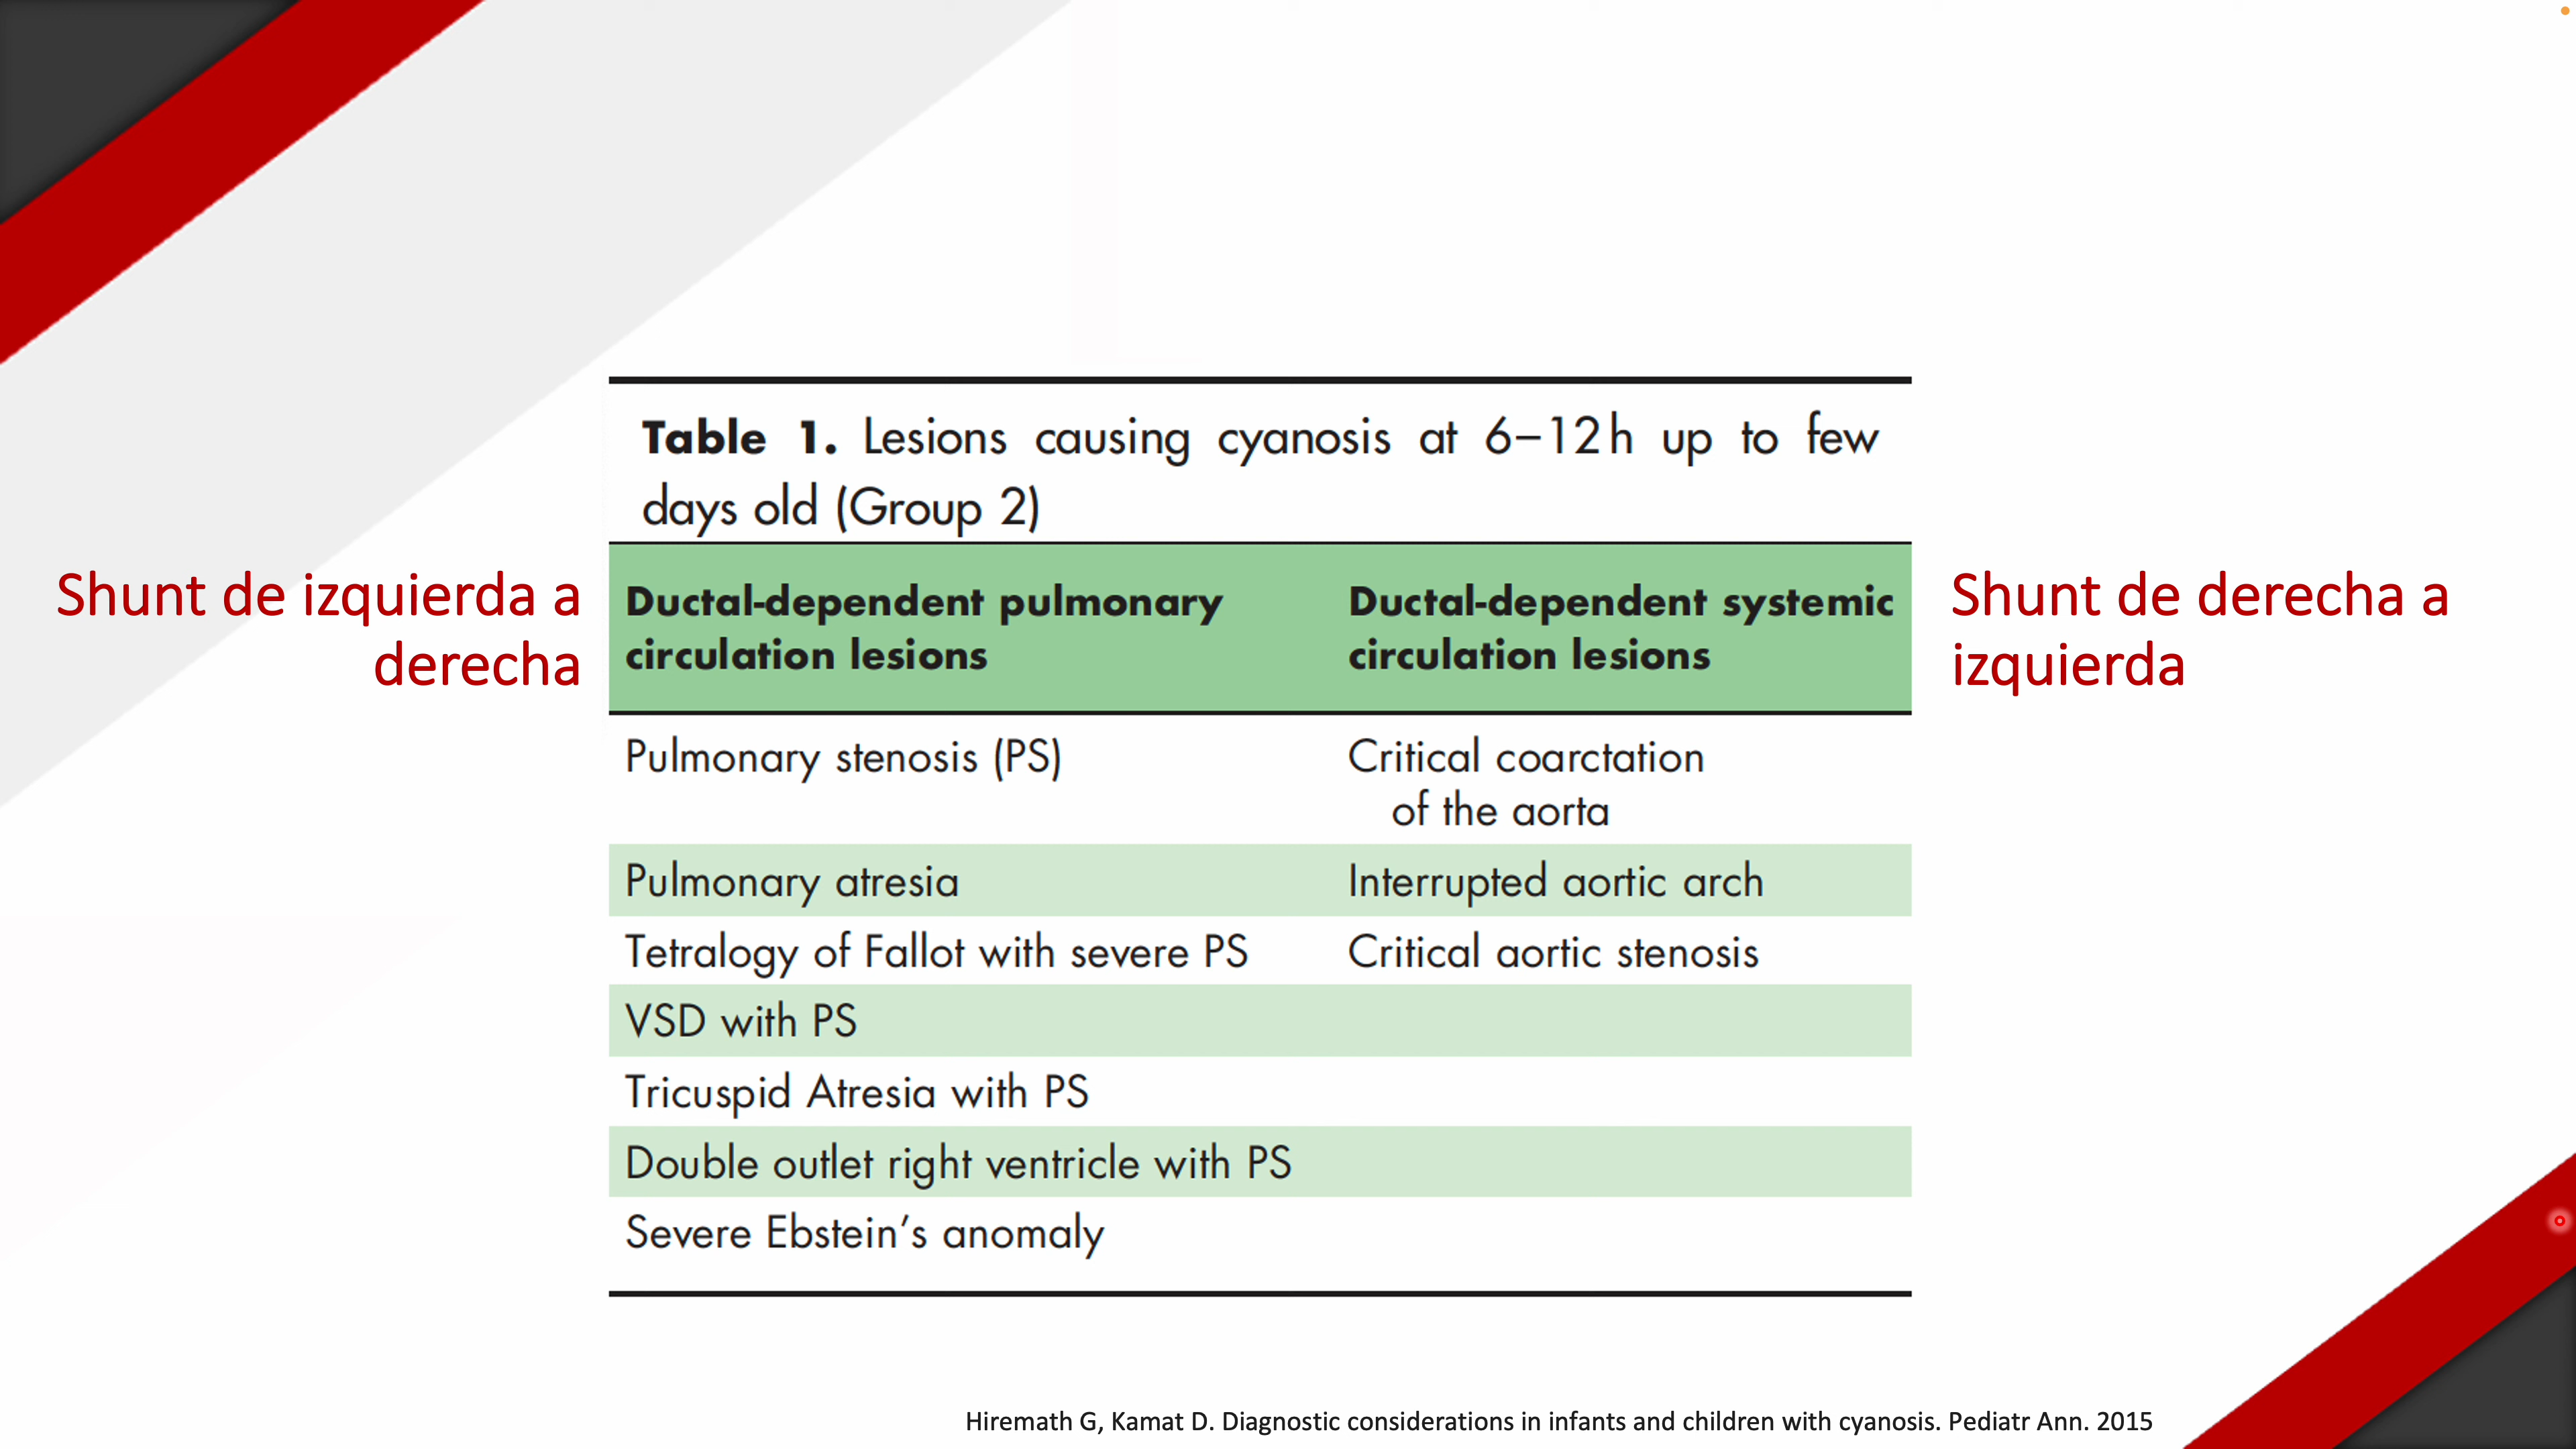 Table 1. Lesions causing cyanosis at 6–12 h up to few
days old (Group 2)
Shunt de izquierda a
derecha
Ductal-dependent pulmonary
circulation lesions
Ductal-dependent systemic
circulation lesions
Shunt de derecha a
izquierda
Pulmonary stenosis (PS)
Critical coarctation
of the aorta
Pulmonary atresia
Interrupted aortic arch
Tetralogy of Fallot with severe PS
Critical aortic stenosis
VSD with PS
Tricuspid Atresia with PS
Double outlet right ventricle with PS
Severe Ebstein’s anomaly
Hiremath G, Kamat D. Diagnostic considerations in infants and children with cyanosis. Pediatr Ann. 2015